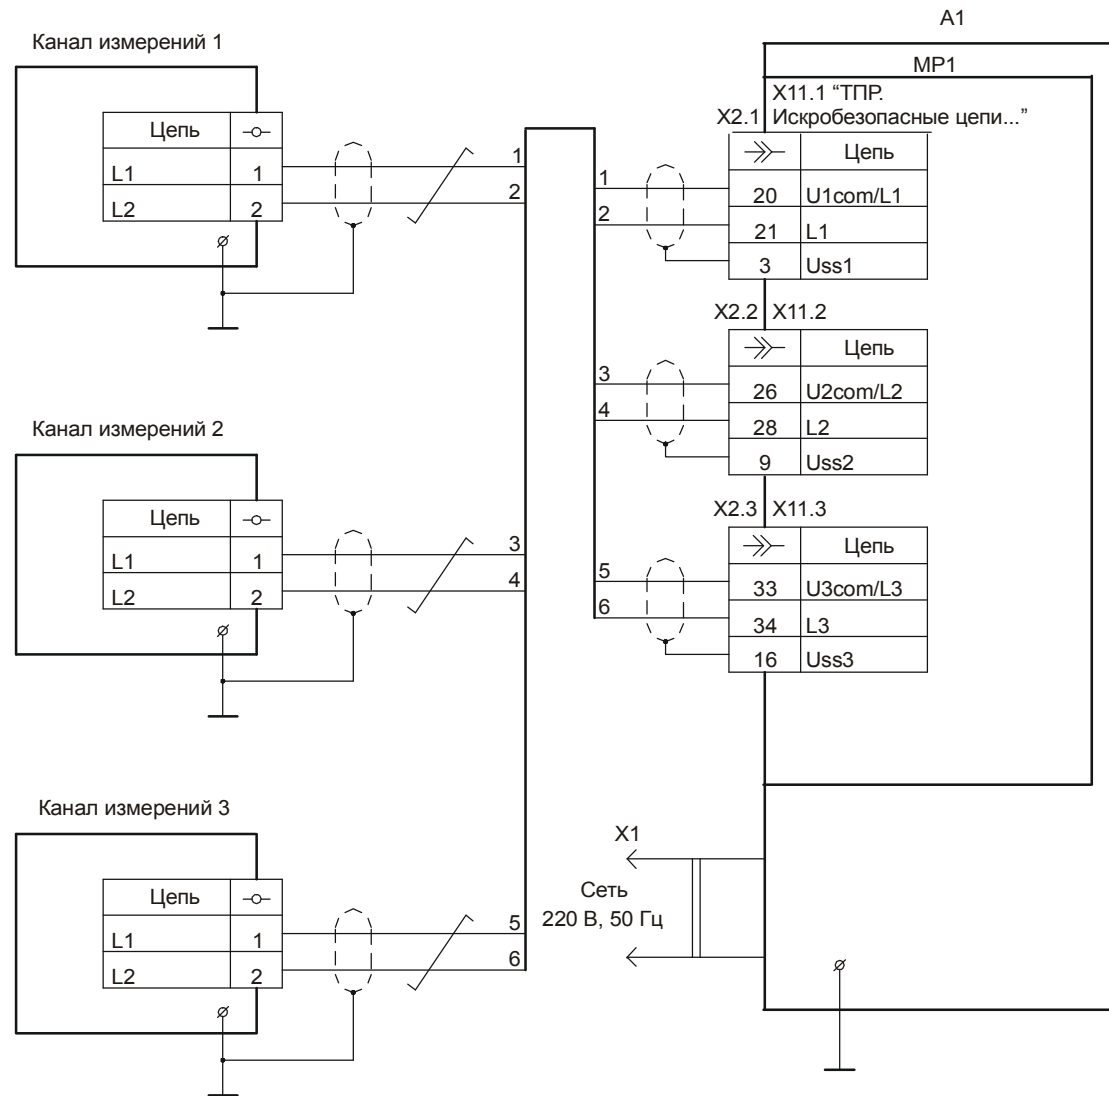 A1
Канал измерений 1
MP1
X11.1 “ТПР.
X2.1 Искробезопасные цепи...”
Цепь
L1 1
L2 2
1
2
1
2
Цепь
20 U1com/L1
21 L1
3 Uss1
X2.2 X11.2
Цепь
26 U2com/L2
28 L2
9 Uss2
3
4
Канал измерений 2
Цепь
L1 1
L2 2
3
4
X2.3 X11.3
Цепь
33 U3com/L3
34 L3
16 Uss3
5
6
Канал измерений 3
Цепь
L1 1
L2 2
5
6
X1
Сеть
220 В, 50 Гц